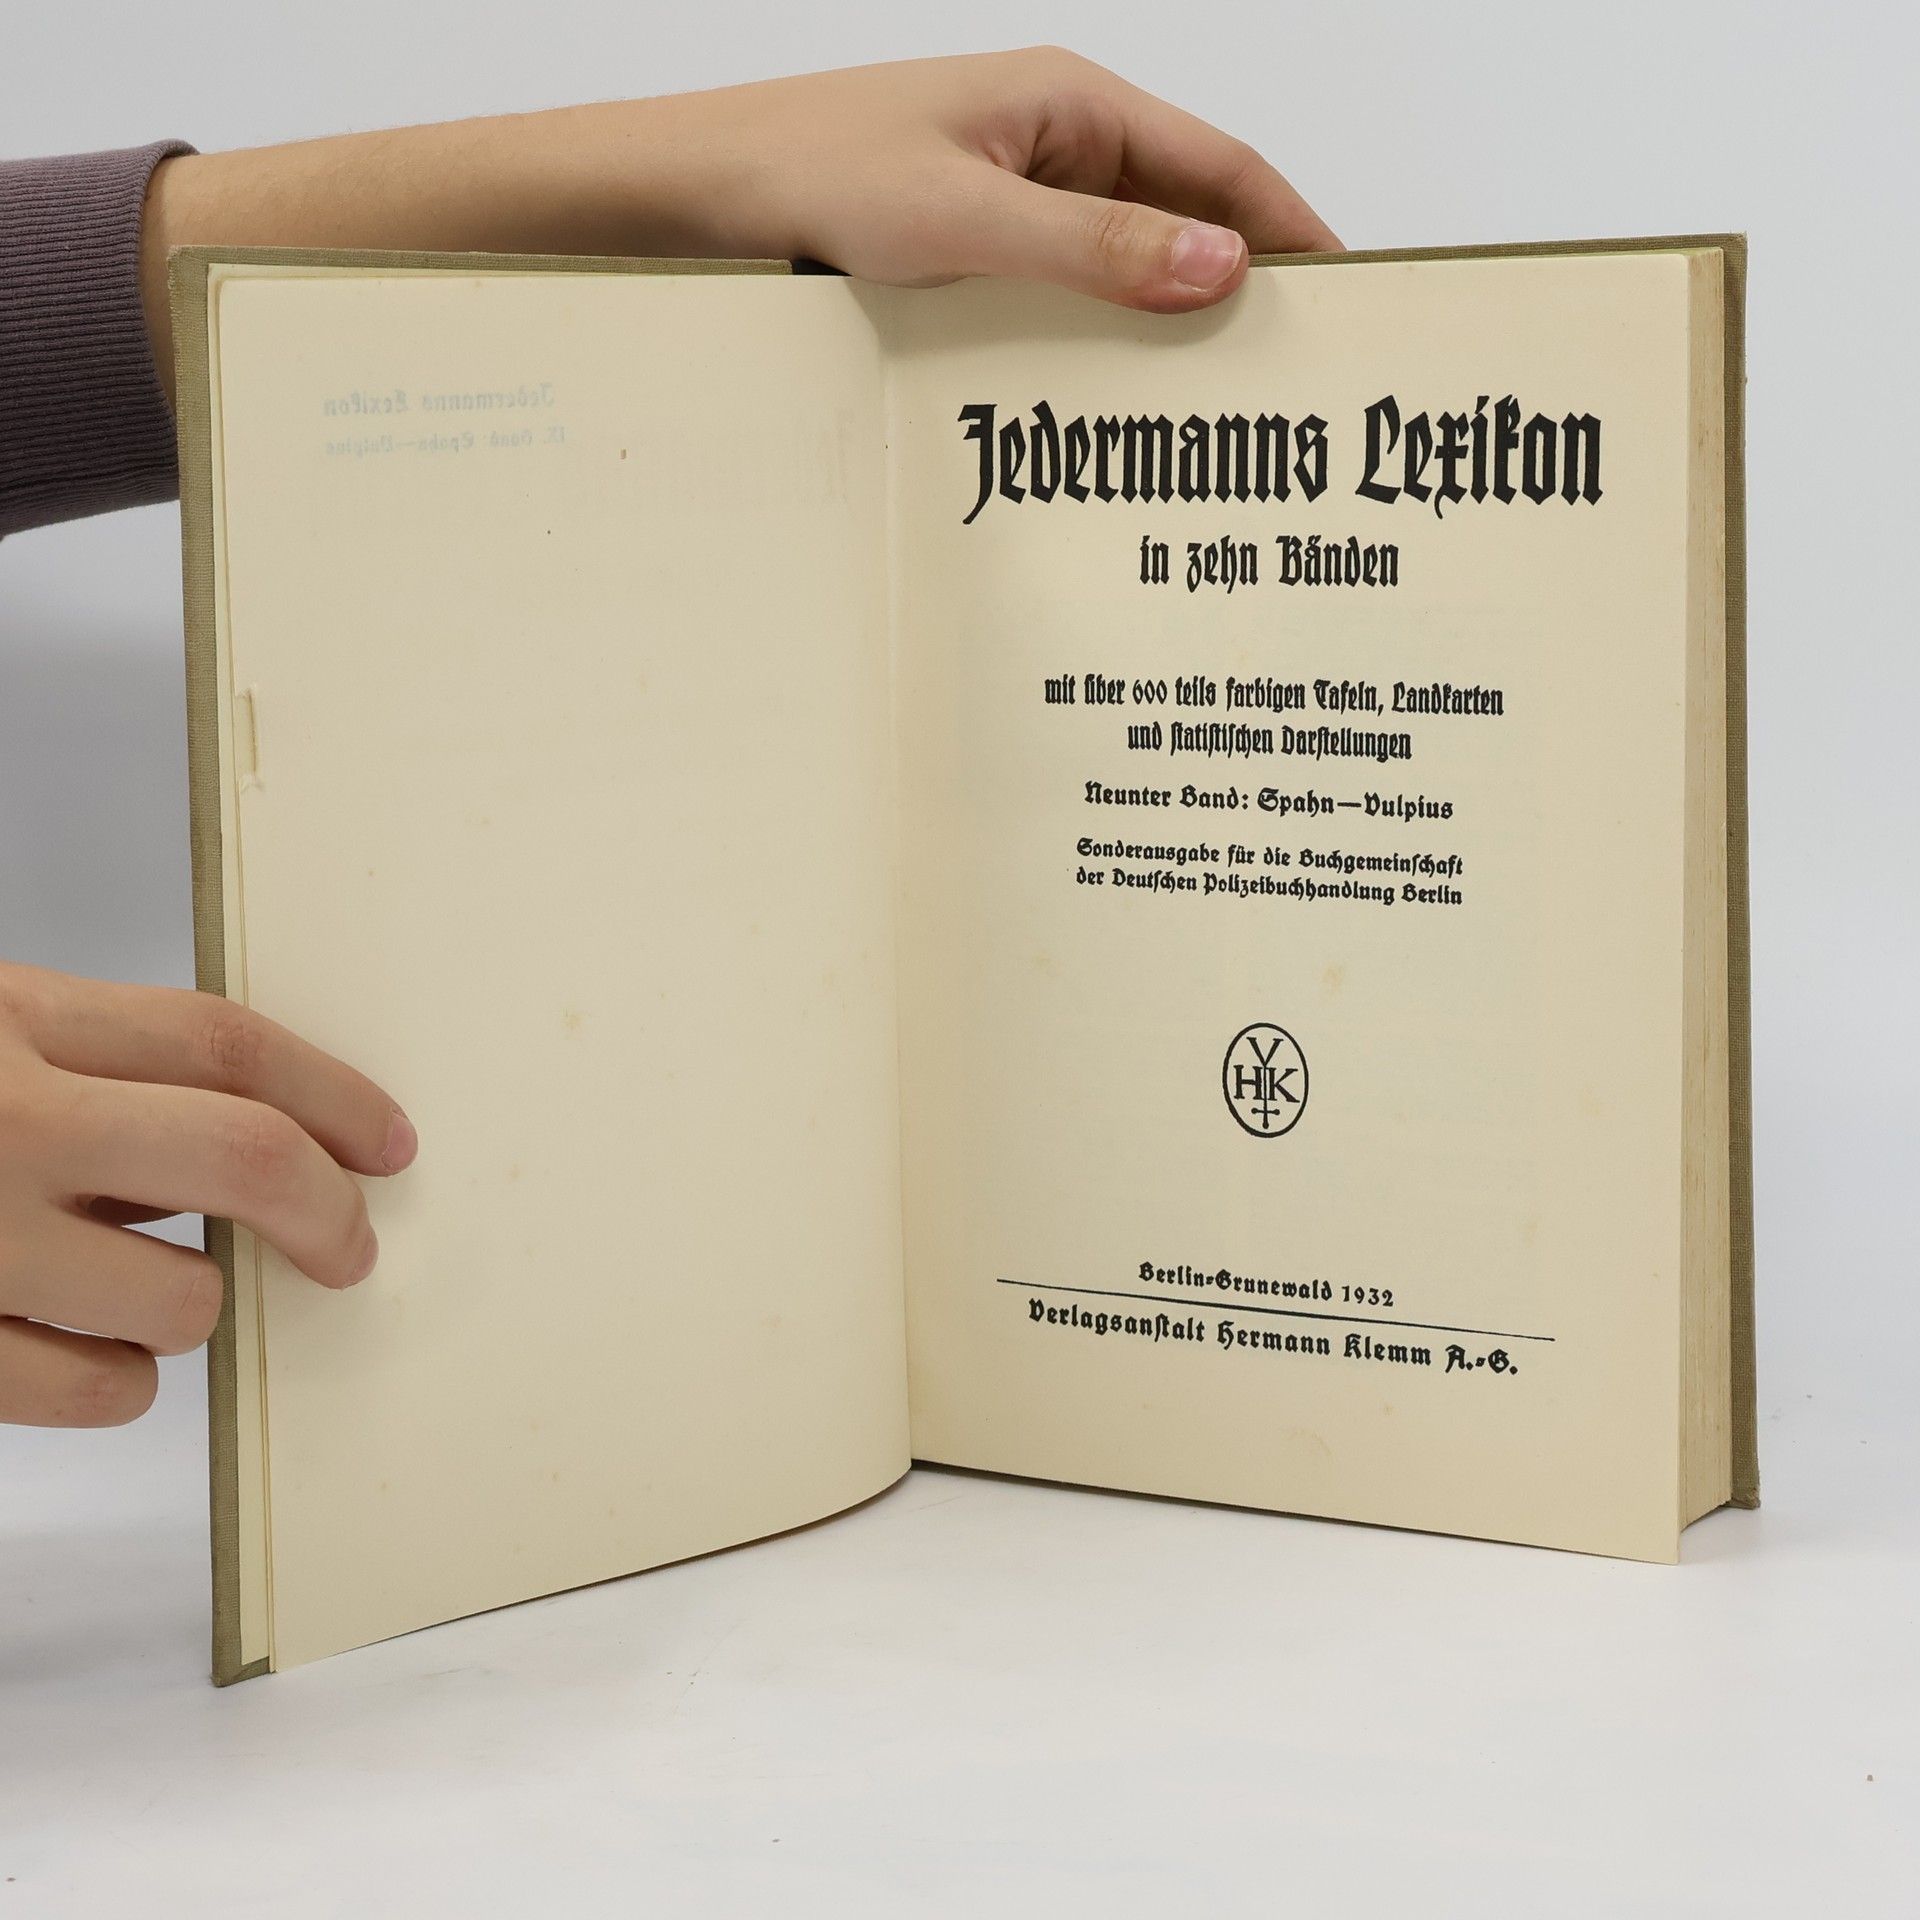 Jedermanns Lexikon
IX. Band: Spahn—Vulpius
Jedermanns Lexikon
in zehn Bänden
mit über 600 teils farbigen Tafeln, Landkarten
und ſtatiſtiſchen Darſtellungen
Neunter Band: Spahn—Vulpius
Sonderausgabe für die Buchgemeinſchaft
der Deutſchen Polizeibuchhandlung Berlin
V
HK
Berlin-Grunewald 1932
Verlagsanſtalt Hermann Klemm A.-G.